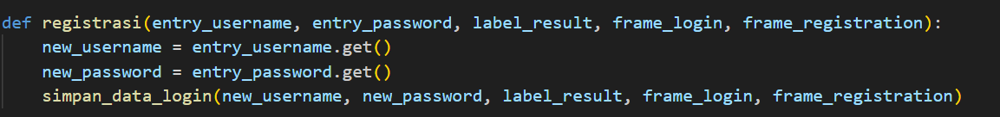 def registrasi(entry_username, entry_password, label_result, frame_login, frame_registration):
    new_username = entry_username.get()
    new_password = entry_password.get()
    simpan_data_login(new_username, new_password, label_result, frame_login, frame_registration)